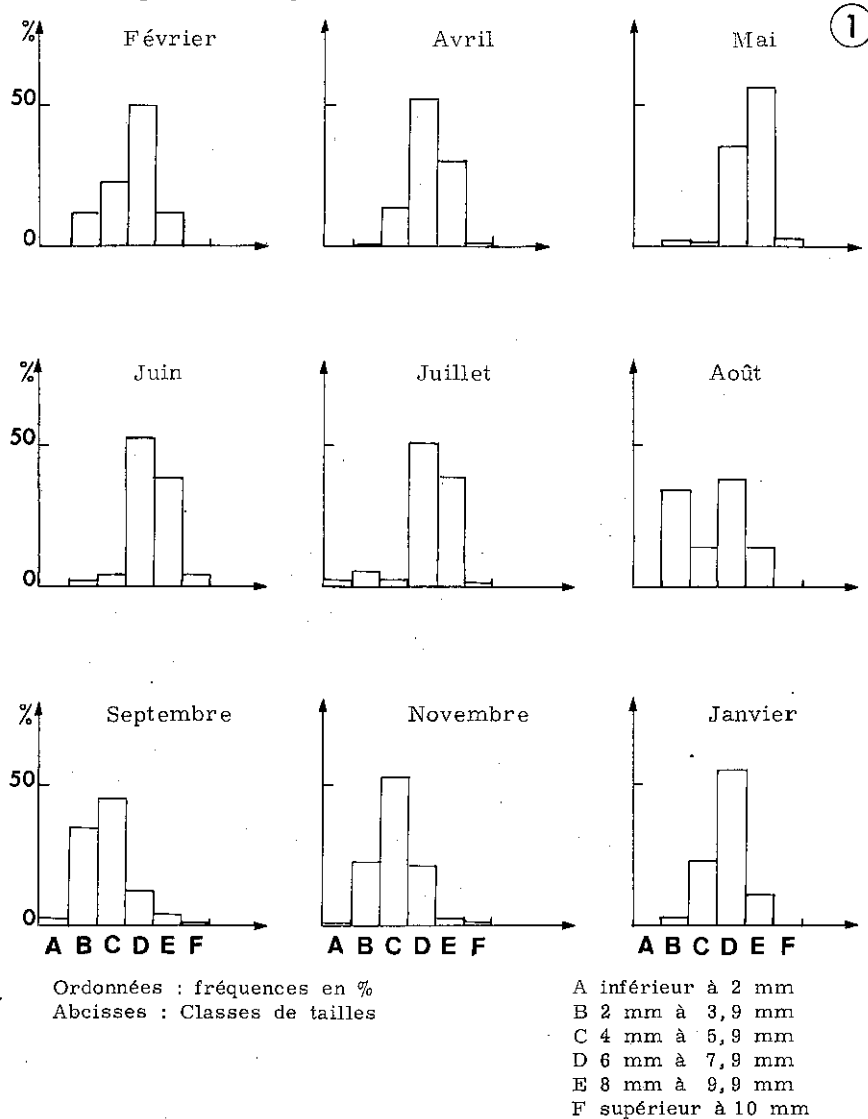 1
Février
Avril
Mai
%
50
0
Juin
Juillet
Août
%
50
0
Septembre
Novembre
Janvier
%
50
0
A B C D E F
A B C D E F
A B C D E F
Ordonnées : fréquences en %
Abcisses : Classes de tailles
A inférieur à 2 mm
B 2 mm à 3,9 mm
C 4 mm à 5,9 mm
D 6 mm à 7,9 mm
E 8 mm à 9,9 mm
F supérieur à 10 mm